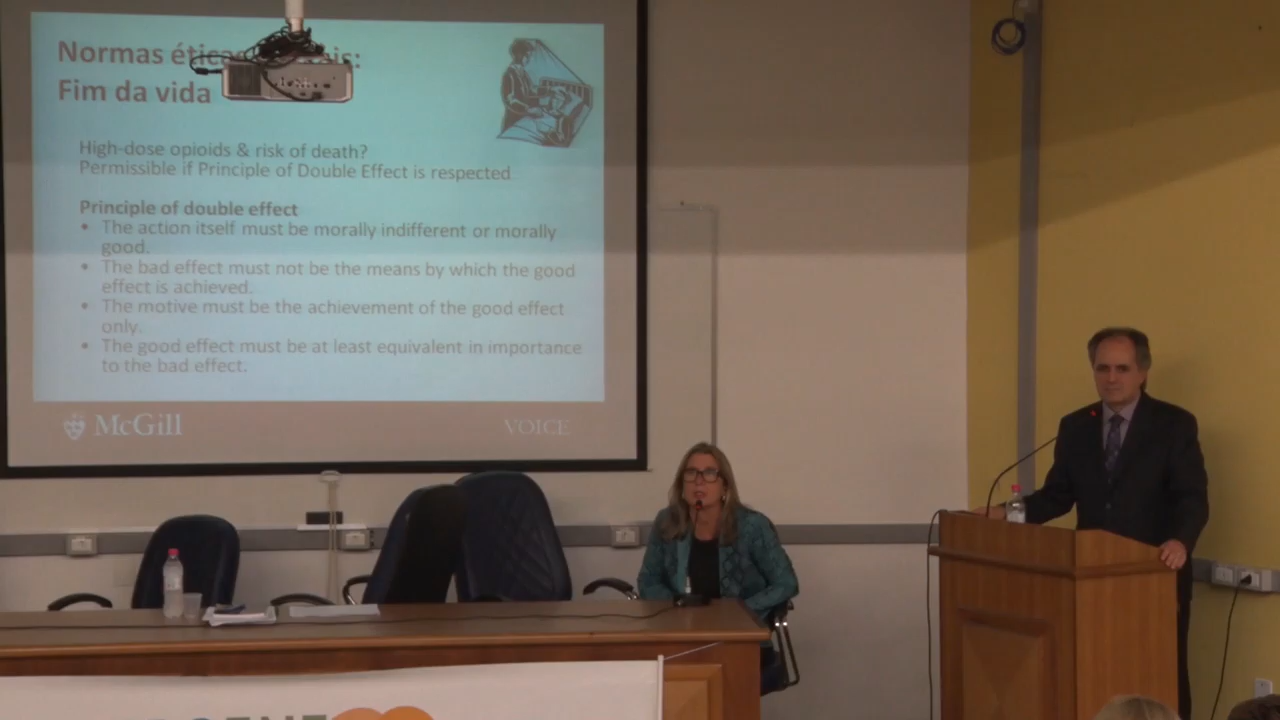 Normas éticas
Fim da vida
High-dose opioids & risk of death?
Permissible if Principle of Double Effect is respected
Principle of double effect
• The action itself must be morally indifferent or morally
good.
• The bad effect must not be the means by which the good
effect is achieved.
• The motive must be the achievement of the good effect
only.
• The good effect must be at least equivalent in importance
to the bad effect.
McGill
VOICE